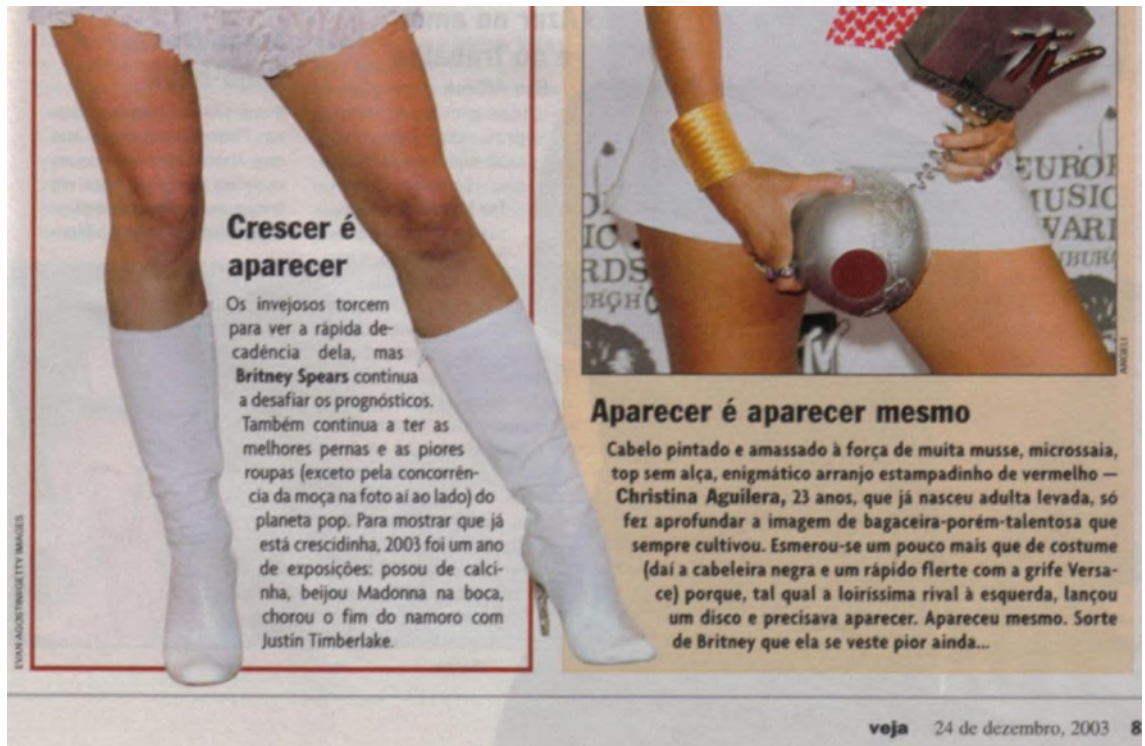 Crescer é
aparecer
Os invejosos torcem
para ver a rápida de-
cadência dela, mas
Britney Spears continua
a desafiar os prognósticos.
Também continua a ter as
melhores pernas e as piores
roupas (exceto pela concorrên-
cia da moça na foto aí ao lado) do
planeta pop. Para mostrar que já
está crescidinha, 2003 foi um ano
de exposições: posou de calci-
nha, beijou Madonna na boca,
chorou o fim do namoro com
Justin Timberlake.
EVAN AGOSTINI/GETTY IMAGES
EUROP
MUSIC
WARD
IC
RDS
ANGELI
Aparecer é aparecer mesmo
Cabelo pintado e amassado à força de muita musse, microssaia,
top sem alça, enigmático arranjo estampadinho de vermelho —
Christina Aguilera, 23 anos, que já nasceu adulta levada, só
fez aprofundar a imagem de bagaceira-porém-talentosa que
sempre cultivou. Esmerou-se um pouco mais que de costume
(daí a cabeleira negra e um rápido flerte com a grife Versa-
ce) porque, tal qual a loiríssima rival à esquerda, lançou
um disco e precisava aparecer. Apareceu mesmo. Sorte
de Britney que ela se veste pior ainda...
veja 24 de dezembro, 2003 8